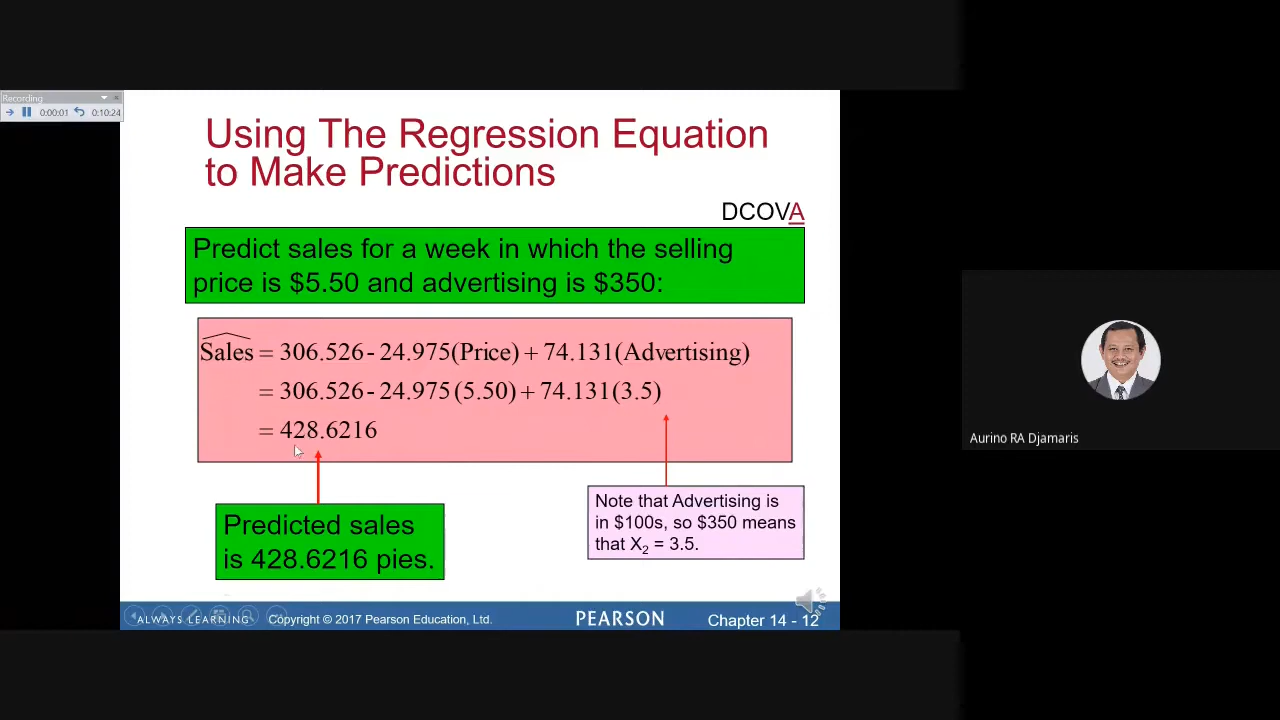 Recording
0:00:01 0:10:24
Using The Regression Equation
to Make Predictions
DCOVA
Predict sales for a week in which the selling
price is $5.50 and advertising is $350:
Sales = 306.526 - 24.975(Price) + 74.131(Advertising)
= 306.526 - 24.975 (5.50) + 74.131(3.5)
= 428.6216
Predicted sales
is 428.6216 pies.
Note that Advertising is
in $100s, so $350 means
that X₂ = 3.5.
Aurino RA Djamaris
ALWAYS LEARNING Copyright © 2017 Pearson Education, Ltd. PEARSON Chapter 14 - 12